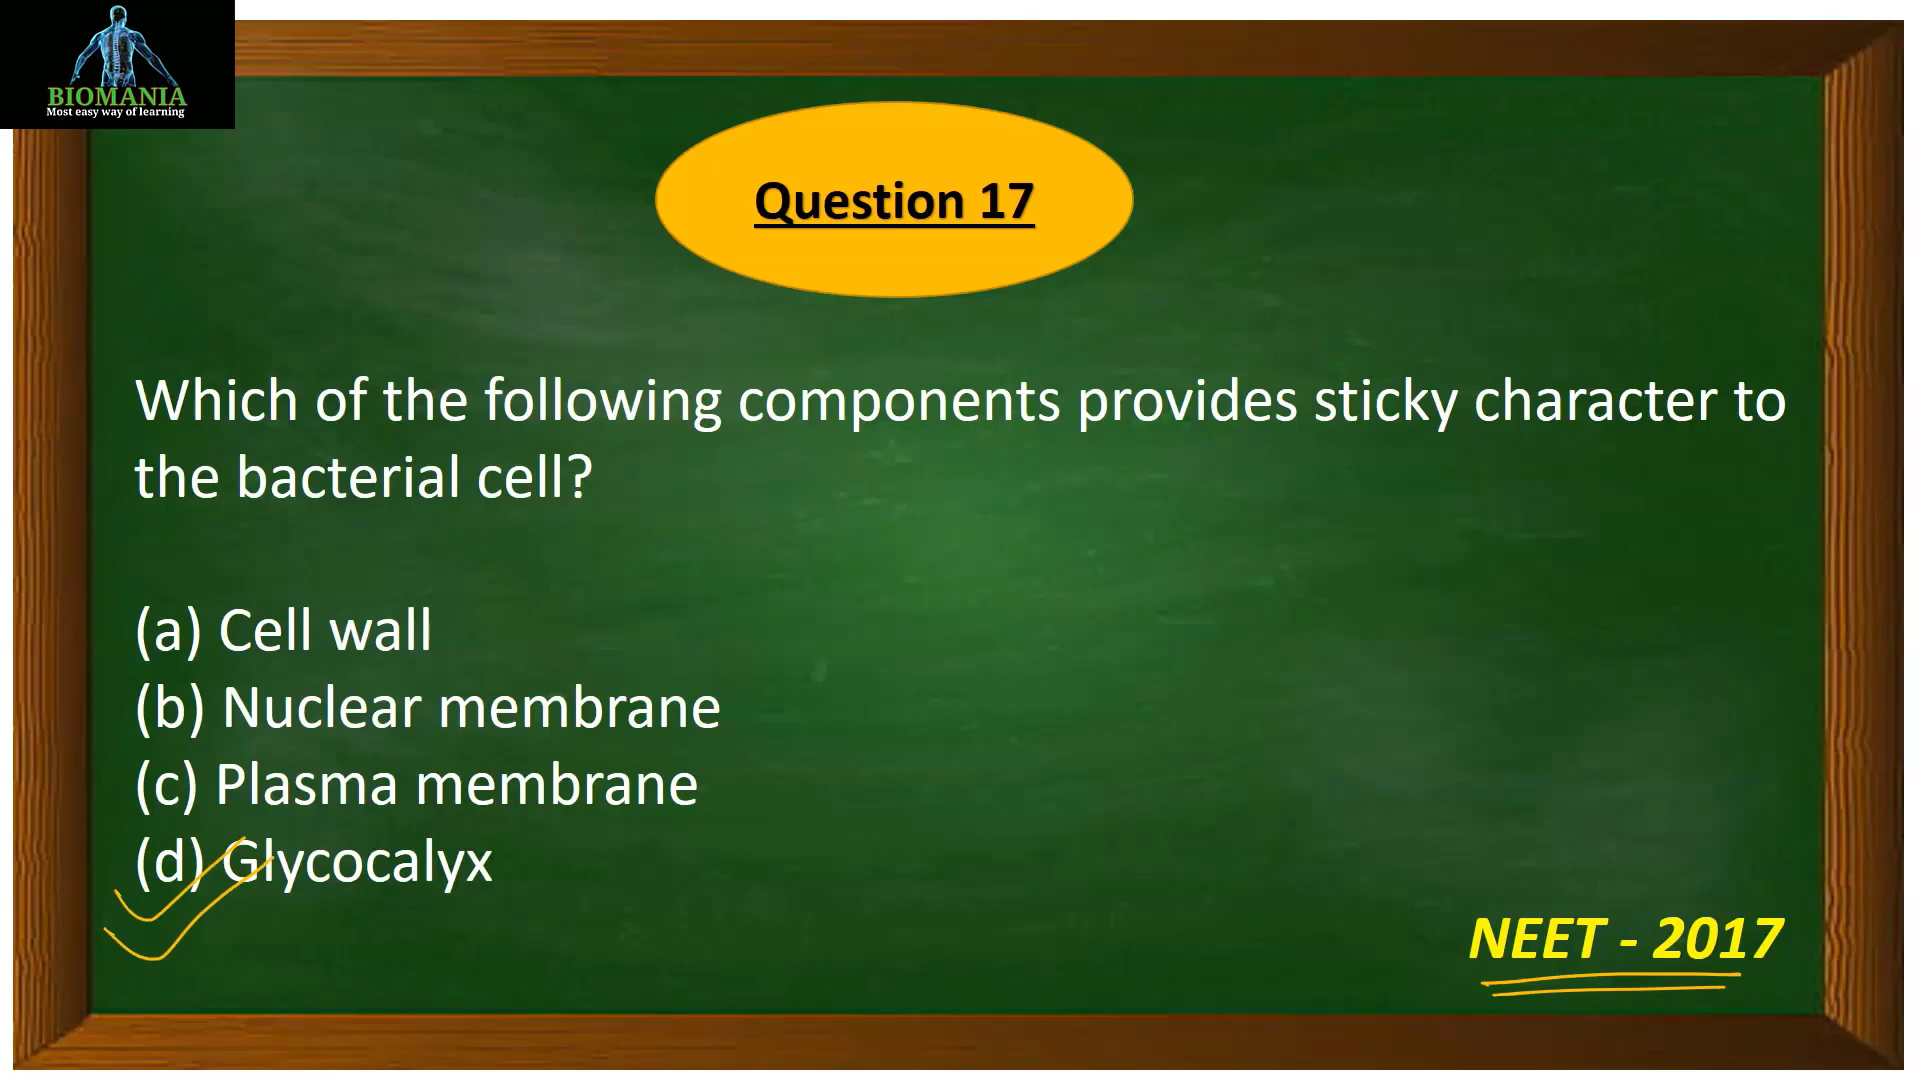 BIOMANIA
Most easy way of learning
Question 17
Which of the following components provides sticky character to
the bacterial cell?
(a) Cell wall
(b) Nuclear membrane
(c) Plasma membrane
(d) Glycocalyx
NEET - 2017